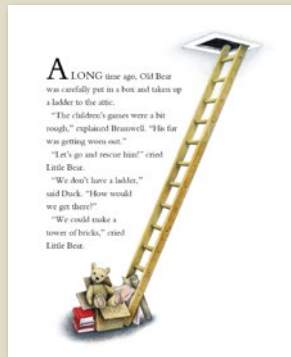 A LONG time ago, Old Bear
was carefully put in a box and taken up
a ladder to the attic.
"The children's games were a bit
rough," explained Bramwell. "His fur
was getting worn out."
"Let's go and rescue him!" cried
Little Bear.
"We don't have a ladder,"
said Duck. "How would
we get there?"
"We could make a
tower of bricks," cried
Little Bear.